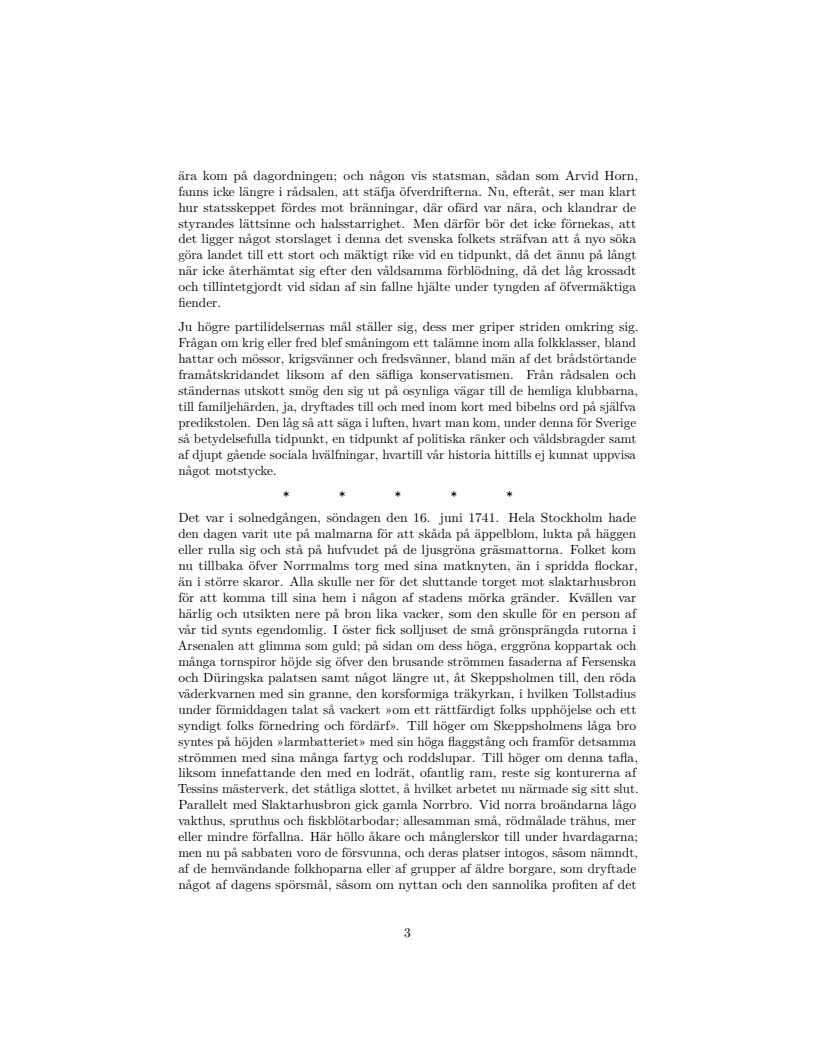 ära kom på dagordningen; och någon vis statsman, sådan som Arvid Horn,
fanns icke längre i rådsalen, att stäfja öfverdrifterna. Nu, efteråt, ser man klart
hur statsskeppet fördes mot bränningar, där ofärd var nära, och klandrar de
styrandes lättsinne och halsstarrighet. Men därför bör det icke förnekas, att
det ligger något storslaget i denna det svenska folkets sträfvan att å nyo söka
göra landet till ett stort och mäktigt rike vid en tidpunkt, då det ännu på långt
när icke återhämtat sig efter den våldsamma förblödning, då det låg krossadt
och tillintetgjordt vid sidan af sin fallne hjälte under tyngden af öfvermäktiga
fiender.
Ju högre partilidelsernas mål ställer sig, dess mer griper striden omkring sig.
Frågan om krig eller fred blef småningom ett talämne inom alla folkklasser, bland
hattar och mössor, krigsvänner och fredsvänner, bland män af det brådstörtande
framåtskridandet liksom af den säfliga konservatismen. Från rådsalen och
ständernas utskott smög den sig ut på osynliga vägar till de hemliga klubbarna,
till familjehärden, ja, dryftades till och med inom kort med bibelns ord på själfva
predikstolen. Den låg så att säga i luften, hvart man kom, under denna för Sverige
så betydelsefulla tidpunkt, en tidpunkt af politiska ränker och våldsbragder samt
af djupt gående sociala hvälfningar, hvartill vår historia hittills ej kunnat uppvisa
något motstycke.
* * * * *
Det var i solnedgången, söndagen den 16. juni 1741. Hela Stockholm hade
den dagen varit ute på malmarna för att skåda på äppelblom, lukta på häggen
eller rulla sig och stå på hufvudet på de ljusgröna gräsmattorna. Folket kom
nu tillbaka öfver Norrmalms torg med sina matknyten, än i spridda flockar,
än i större skaror. Alla skulle ner för det sluttande torget mot slaktarhusbron
för att komma till sina hem i någon af stadens mörka gränder. Kvällen var
härlig och utsikten nere på bron lika vacker, som den skulle för en person af
vår tid synts egendomlig. I öster fick solljuset de små grönsprängda rutorna i
Arsenalen att glimma som guld; på sidan om dess höga, erggröna koppartak och
många tornspiror höjde sig öfver den brusande strömmen fasaderna af Fersenska
och Düringska palatsen samt något längre ut, åt Skeppsholmen till, den röda
väderkvarnen med sin granne, den korsformiga träkyrkan, i hvilken Tollstadius
under förmiddagen talat så vackert »om ett rättfärdigt folks upphöjelse och ett
syndigt folks förnedring och fördärf». Till höger om Skeppsholmens låga bro
syntes på höjden »larmbatteriet» med sin höga flaggstång och framför detsamma
strömmen med sina många fartyg och roddslupar. Till höger om denna tafla,
liksom innefattande den med en lodrät, ofantlig ram, reste sig konturerna af
Tessins mästerverk, det ståtliga slottet, å hvilket arbetet nu närmade sig sitt slut.
Parallelt med Slaktarhusbron gick gamla Norrbro. Vid norra broändarna lågo
vakthus, spruthus och fiskblötarbodar; allesamman små, rödmålade trähus, mer
eller mindre förfallna. Här höllo åkare och månglerskor till under hvardagarna;
men nu på sabbaten voro de försvunna, och deras platser intogos, såsom nämndt,
af de hemvändande folkhoparna eller af grupper af äldre borgare, som dryftade
något af dagens spörsmål, såsom om nyttan och den sannolika profiten af det
3